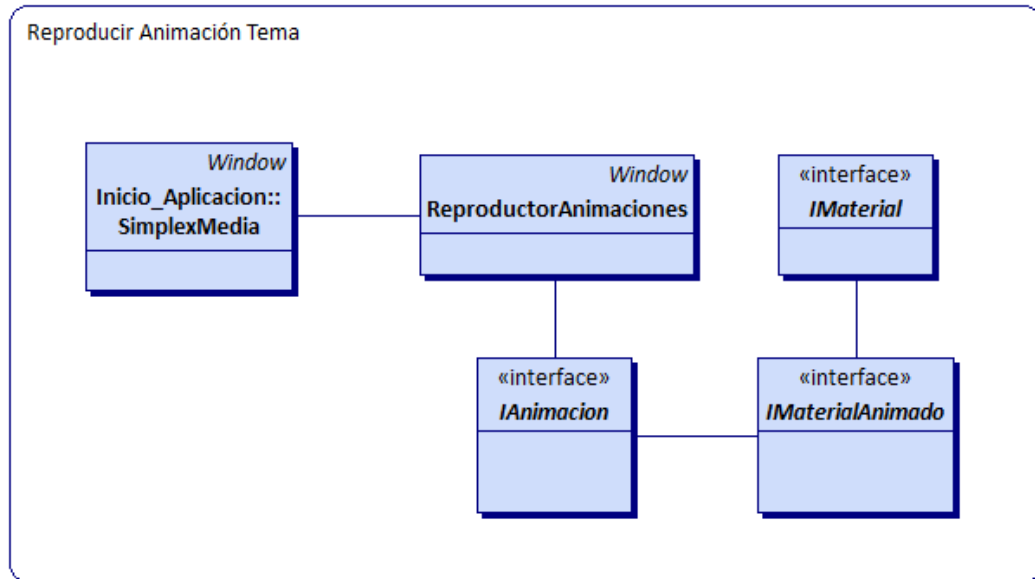 Reproducir Animación Tema
Window
Inicio_Aplicacion::
SimplexMedia
Window
ReproductorAnimaciones
«interface»
IMaterial
«interface»
IAnimacion
«interface»
IMaterialAnimado